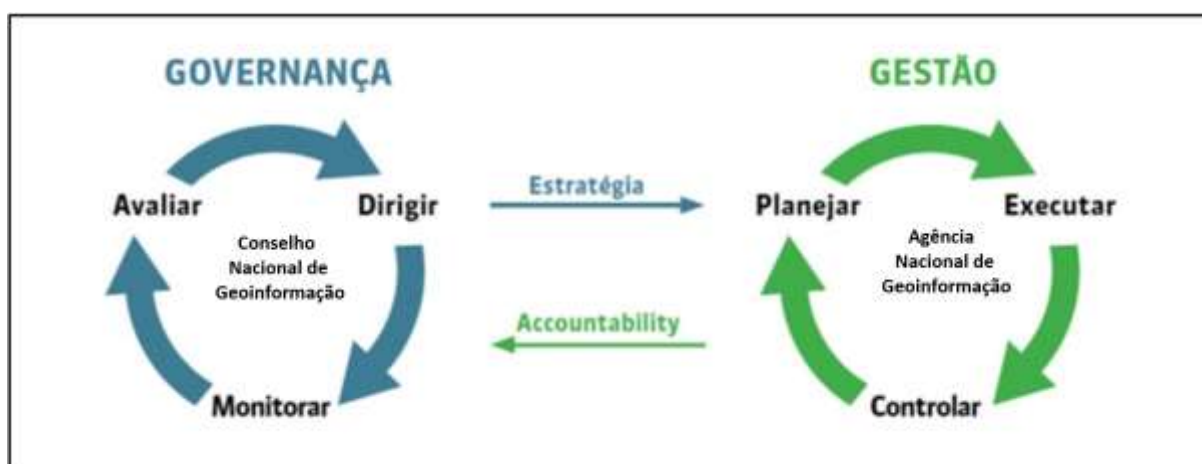 GOVERNANÇA
Avaliar
Dirigir
Conselho
Nacional de
Geoinformação
Monitorar
Estratégia
Accountability
GESTÃO
Planejar
Executar
Agência
Nacional de
Geoinformação
Controlar